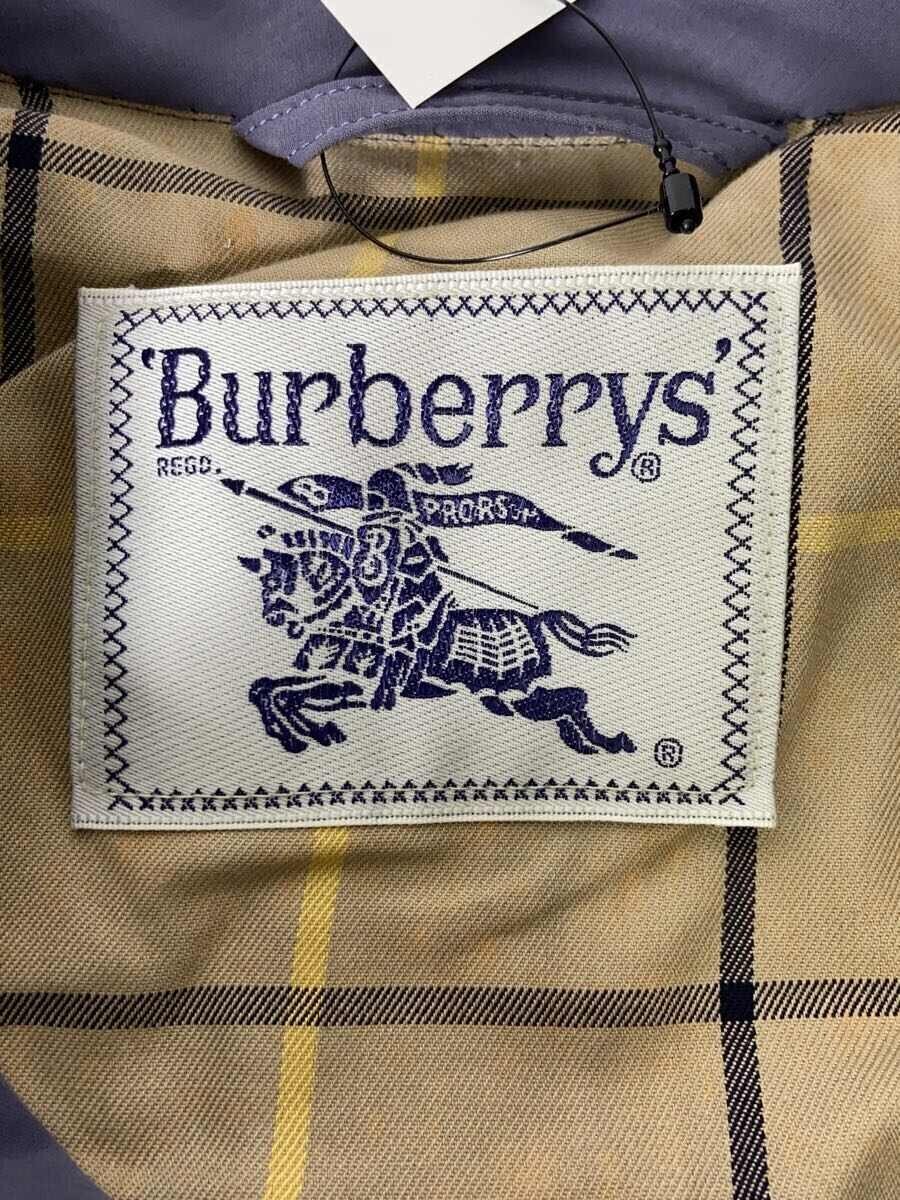 'Burberrys'
REGD. ®
B PRORSUM
B
®